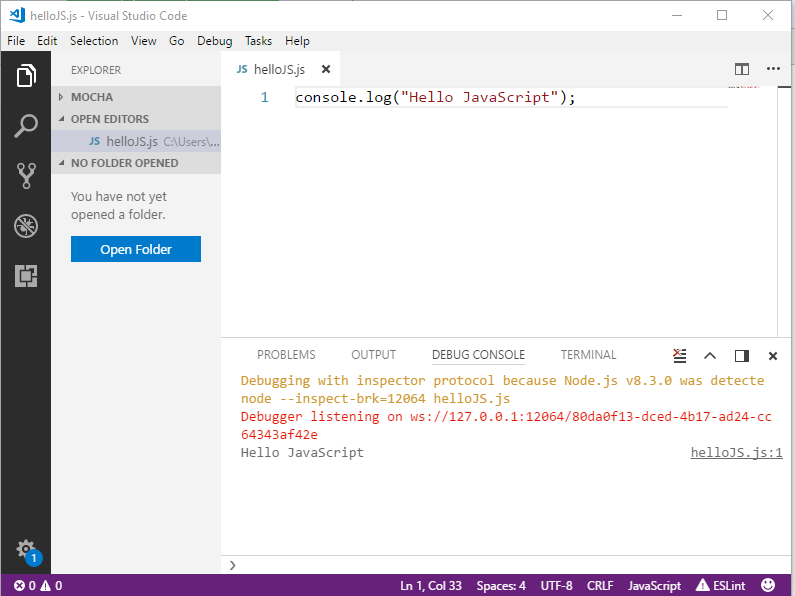 helloJS.js - Visual Studio Code
File Edit Selection View Go Debug Tasks Help
EXPLORER
MOCHA
OPEN EDITORS
JS helloJS.js C:\Users\...
NO FOLDER OPENED
You have not yet
opened a folder.
Open Folder
JS helloJS.js
1 console.log("Hello JavaScript");
PROBLEMS OUTPUT DEBUG CONSOLE TERMINAL
Debugging with inspector protocol because Node.js v8.3.0 was detecte
node --inspect-brk=12064 helloJS.js
Debugger listening on ws://127.0.0.1:12064/80da0f13-dced-4b17-ad24-cc
64343af42e
Hello JavaScript helloJS.js:1
1
0 0 Ln 1, Col 33 Spaces: 4 UTF-8 CRLF JavaScript ESLint